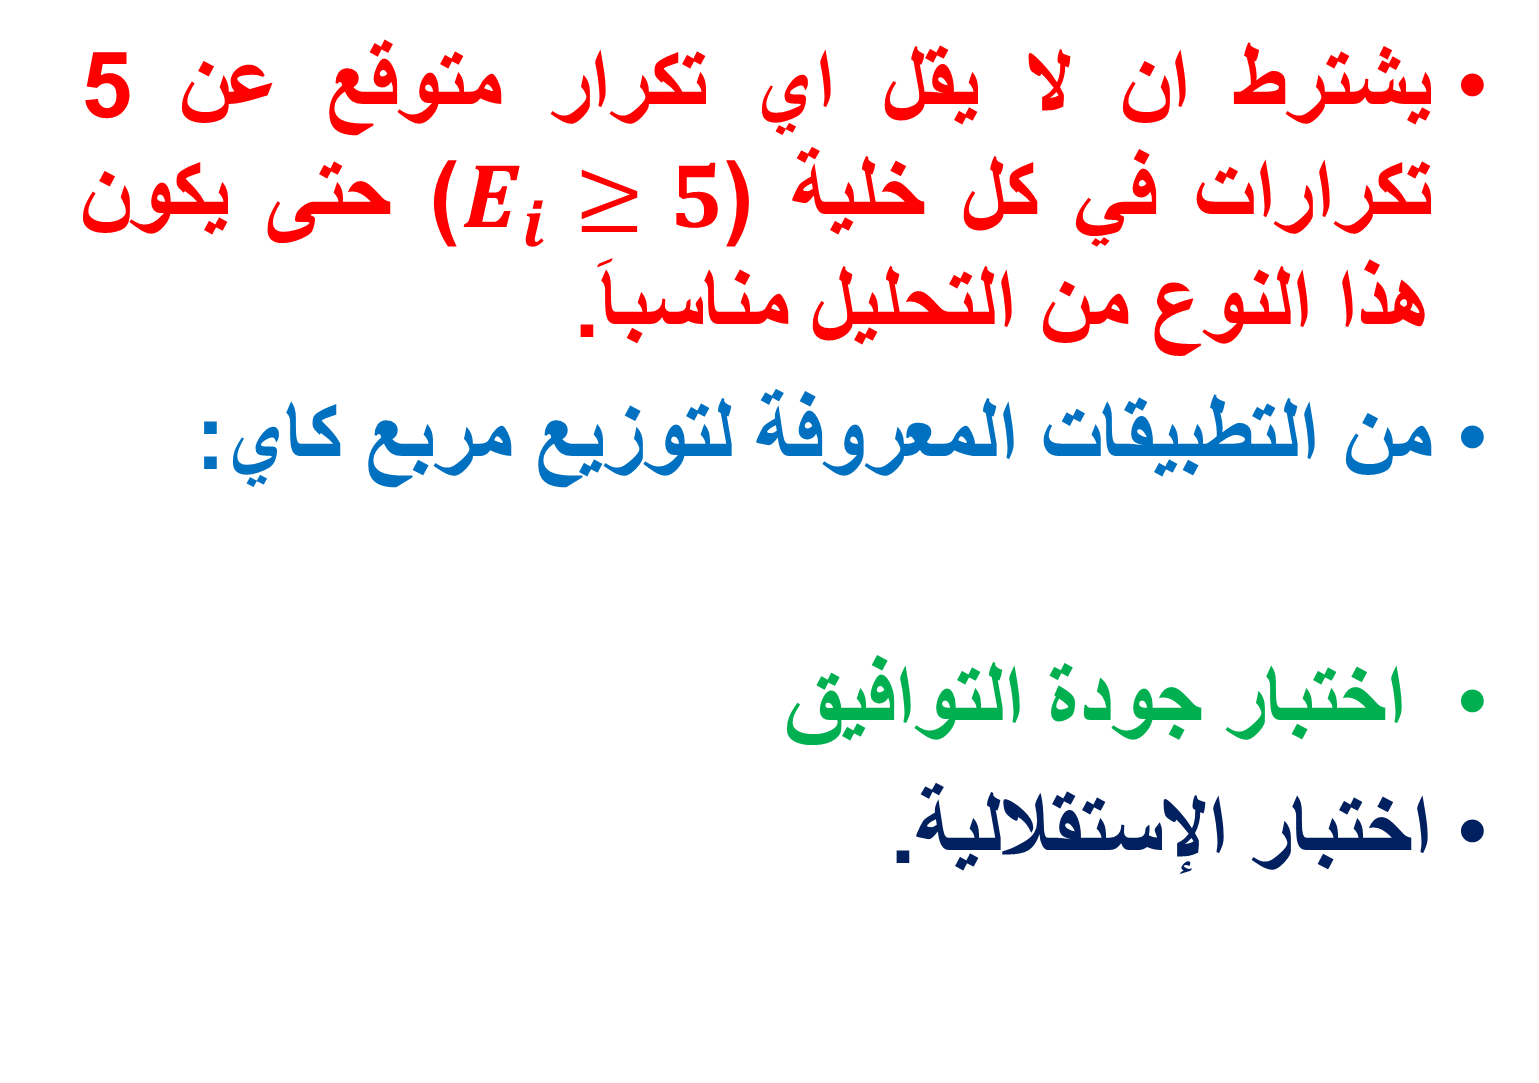 • يشترط ان لا يقل اي تكرار متوقع عن 5
تكرارات في كل خلية (E_i ≥ 5) حتى يكون
هذا النوع من التحليل مناسباَ.
• من التطبيقات المعروفة لتوزيع مربع كاي:
• اختبار جودة التوافيق
• اختبار الإستقلالية.